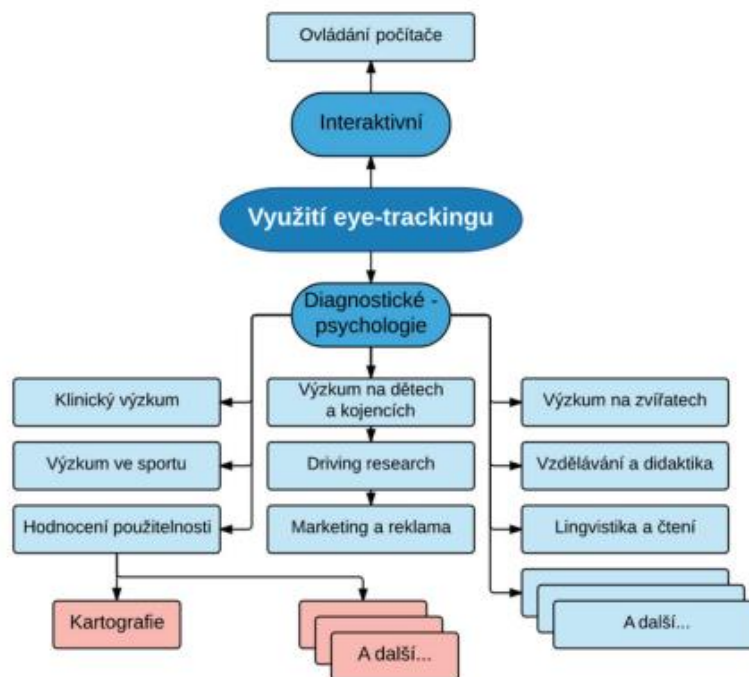 Ovládání počítače
Interaktivní
Využití eye-trackingu
Diagnostické -
psychologie
Klinický výzkum
Výzkum na dětech
a kojencích
Výzkum na zvířatech
Výzkum ve sportu
Driving research
Vzdělávání a didaktika
Hodnocení použitelnosti
Marketing a reklama
Lingvistika a čtení
Kartografie
A další...
A další...